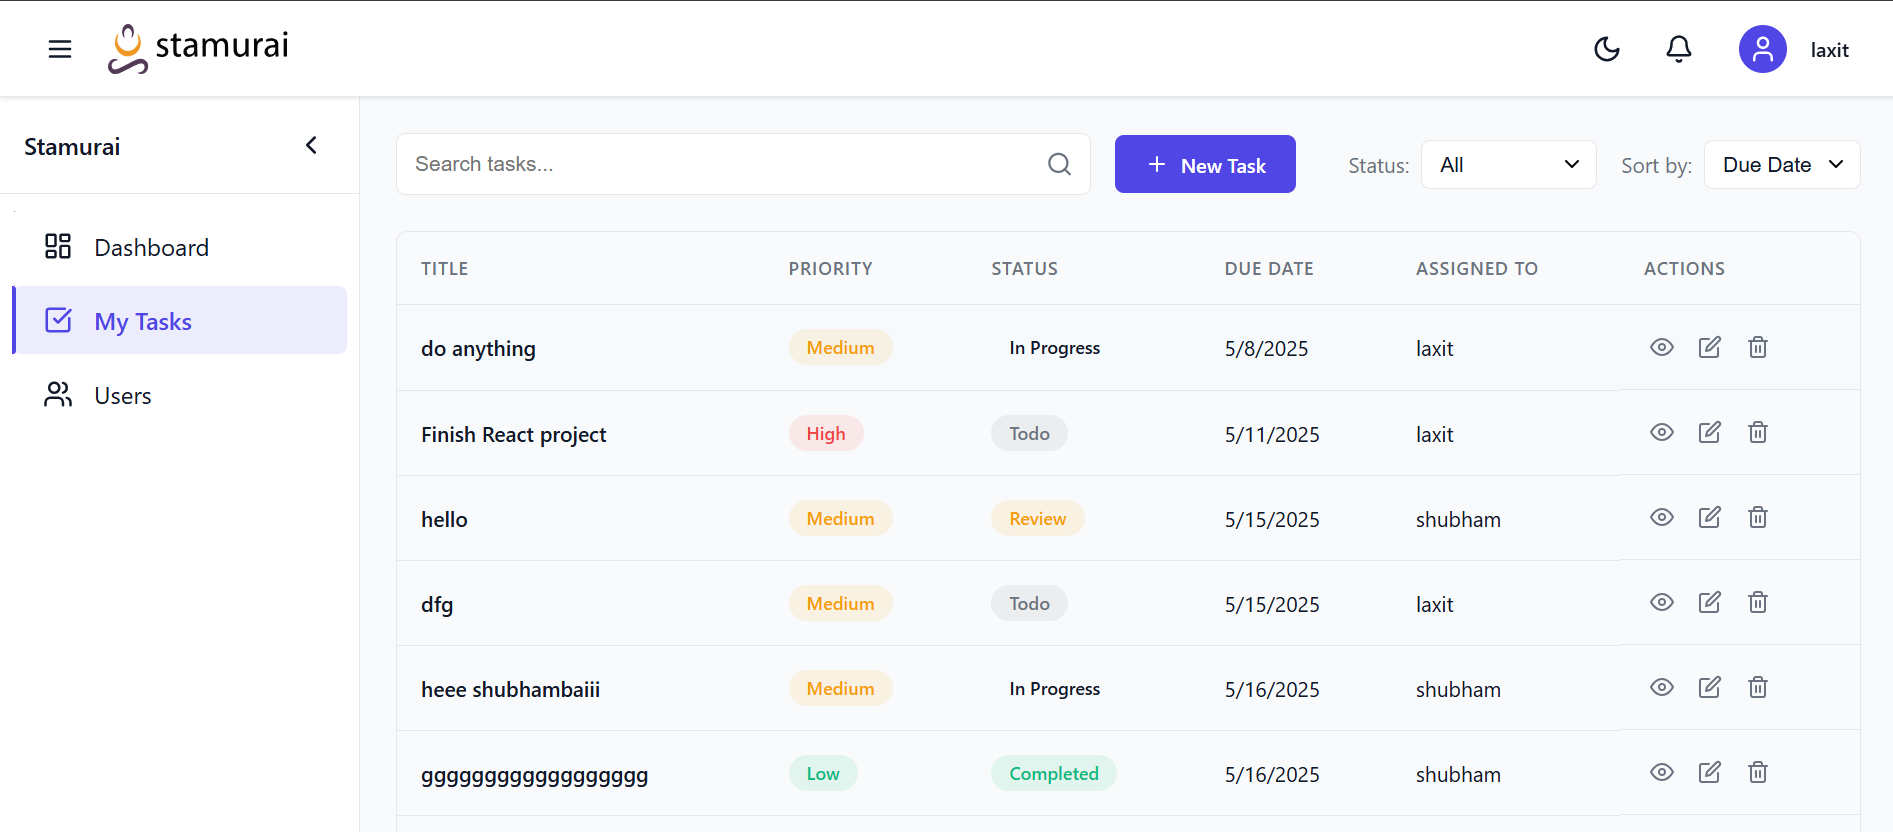 stamurai
laxit
Stamurai
Dashboard
My Tasks
Users
Search tasks...
New Task
Status: All
Sort by: Due Date
TITLE PRIORITY STATUS DUE DATE ASSIGNED TO ACTIONS
do anything Medium In Progress 5/8/2025 laxit
Finish React project High Todo 5/11/2025 laxit
hello Medium Review 5/15/2025 shubham
dfg Medium Todo 5/15/2025 laxit
heee shubhambaiii Medium In Progress 5/16/2025 shubham
gggggggggggggggggg Low Completed 5/16/2025 shubham